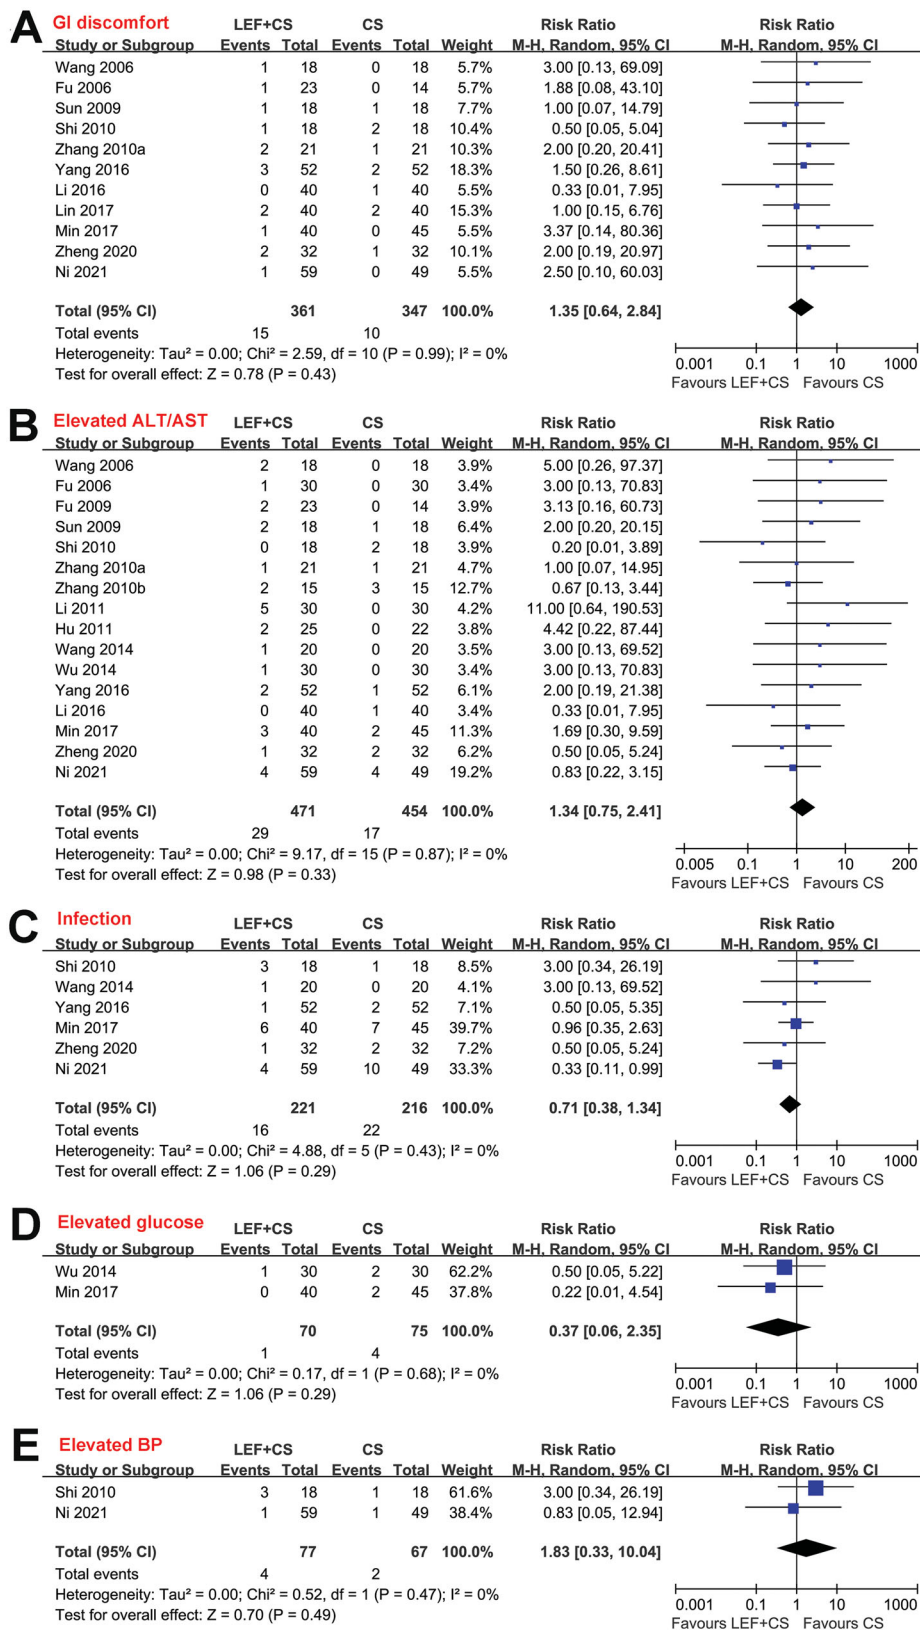 A GI discomfort LEF+CS CS Risk Ratio Risk Ratio
Study or Subgroup Events Total Events Total Weight M-H, Random, 95% CI M-H, Random, 95% CI
Wang 2006 1 18 0 18 5.7% 3.00 [0.13, 69.09]
Fu 2006 1 23 0 14 5.7% 1.88 [0.08, 43.10]
Sun 2009 1 18 1 18 7.7% 1.00 [0.07, 14.79]
Shi 2010 1 18 2 18 10.4% 0.50 [0.05, 5.04]
Zhang 2010a 2 21 1 21 10.3% 2.00 [0.20, 20.41]
Yang 2016 3 52 2 52 18.3% 1.50 [0.26, 8.61]
Li 2016 0 40 1 40 5.5% 0.33 [0.01, 7.95]
Lin 2017 2 40 2 40 15.3% 1.00 [0.15, 6.76]
Min 2017 1 40 0 45 5.5% 3.37 [0.14, 80.36]
Zheng 2020 2 32 1 32 10.1% 2.00 [0.19, 20.97]
Ni 2021 1 59 0 49 5.5% 2.50 [0.10, 60.03]
Total (95% CI) 361 347 100.0% 1.35 [0.64, 2.84]
Total events 15 10
Heterogeneity: Tau² = 0.00; Chi² = 2.59, df = 10 (P = 0.99); I² = 0%
Test for overall effect: Z = 0.78 (P = 0.43)
0.001 0.1 1 10 1000
Favours LEF+CS Favours CS
B Elevated ALT/AST LEF+CS CS Risk Ratio Risk Ratio
Study or Subgroup Events Total Events Total Weight M-H, Random, 95% CI M-H, Random, 95% CI
Wang 2006 2 18 0 18 3.9% 5.00 [0.26, 97.37]
Fu 2006 1 30 0 30 3.4% 3.00 [0.13, 70.83]
Fu 2009 2 23 0 14 3.9% 3.13 [0.16, 60.73]
Sun 2009 2 18 1 18 6.4% 2.00 [0.20, 20.15]
Shi 2010 0 18 2 18 3.9% 0.20 [0.01, 3.89]
Zhang 2010a 1 21 1 21 4.7% 1.00 [0.07, 14.95]
Zhang 2010b 2 15 3 15 12.7% 0.67 [0.13, 3.44]
Li 2011 5 30 0 30 4.2% 11.00 [0.64, 190.53]
Hu 2011 2 25 0 22 3.8% 4.42 [0.22, 87.44]
Wang 2014 1 20 0 20 3.5% 3.00 [0.13, 69.52]
Wu 2014 1 30 0 30 3.4% 3.00 [0.13, 70.83]
Yang 2016 2 52 1 52 6.1% 2.00 [0.19, 21.38]
Li 2016 0 40 1 40 3.4% 0.33 [0.01, 7.95]
Min 2017 3 40 2 45 11.3% 1.69 [0.30, 9.59]
Zheng 2020 1 32 2 32 6.2% 0.50 [0.05, 5.24]
Ni 2021 4 59 4 49 19.2% 0.83 [0.22, 3.15]
Total (95% CI) 471 454 100.0% 1.34 [0.75, 2.41]
Total events 29 17
Heterogeneity: Tau² = 0.00; Chi² = 9.17, df = 15 (P = 0.87); I² = 0%
Test for overall effect: Z = 0.98 (P = 0.33)
0.005 0.1 1 10 200
Favours LEF+CS Favours CS
C Infection LEF+CS CS Risk Ratio Risk Ratio
Study or Subgroup Events Total Events Total Weight M-H, Random, 95% CI M-H, Random, 95% CI
Shi 2010 3 18 1 18 8.5% 3.00 [0.34, 26.19]
Wang 2014 1 20 0 20 4.1% 3.00 [0.13, 69.52]
Yang 2016 1 52 2 52 7.1% 0.50 [0.05, 5.35]
Min 2017 6 40 7 45 39.7% 0.96 [0.35, 2.63]
Zheng 2020 1 32 2 32 7.2% 0.50 [0.05, 5.24]
Ni 2021 4 59 10 49 33.3% 0.33 [0.11, 0.99]
Total (95% CI) 221 216 100.0% 0.71 [0.38, 1.34]
Total events 16 22
Heterogeneity: Tau² = 0.00; Chi² = 4.88, df = 5 (P = 0.43); I² = 0%
Test for overall effect: Z = 1.06 (P = 0.29)
0.001 0.1 1 10 1000
Favours LEF+CS Favours CS
D Elevated glucose LEF+CS CS Risk Ratio Risk Ratio
Study or Subgroup Events Total Events Total Weight M-H, Random, 95% CI M-H, Random, 95% CI
Wu 2014 1 30 2 30 62.2% 0.50 [0.05, 5.22]
Min 2017 0 40 2 45 37.8% 0.22 [0.01, 4.54]
Total (95% CI) 70 75 100.0% 0.37 [0.06, 2.35]
Total events 1 4
Heterogeneity: Tau² = 0.00; Chi² = 0.17, df = 1 (P = 0.68); I² = 0%
Test for overall effect: Z = 1.06 (P = 0.29)
0.001 0.1 1 10 1000
Favours LEF+CS Favours CS
E Elevated BP LEF+CS CS Risk Ratio Risk Ratio
Study or Subgroup Events Total Events Total Weight M-H, Random, 95% CI M-H, Random, 95% CI
Shi 2010 3 18 1 18 61.6% 3.00 [0.34, 26.19]
Ni 2021 1 59 1 49 38.4% 0.83 [0.05, 12.94]
Total (95% CI) 77 67 100.0% 1.83 [0.33, 10.04]
Total events 4 2
Heterogeneity: Tau² = 0.00; Chi² = 0.52, df = 1 (P = 0.47); I² = 0%
Test for overall effect: Z = 0.70 (P = 0.49)
0.001 0.1 1 10 1000
Favours LEF+CS Favours CS